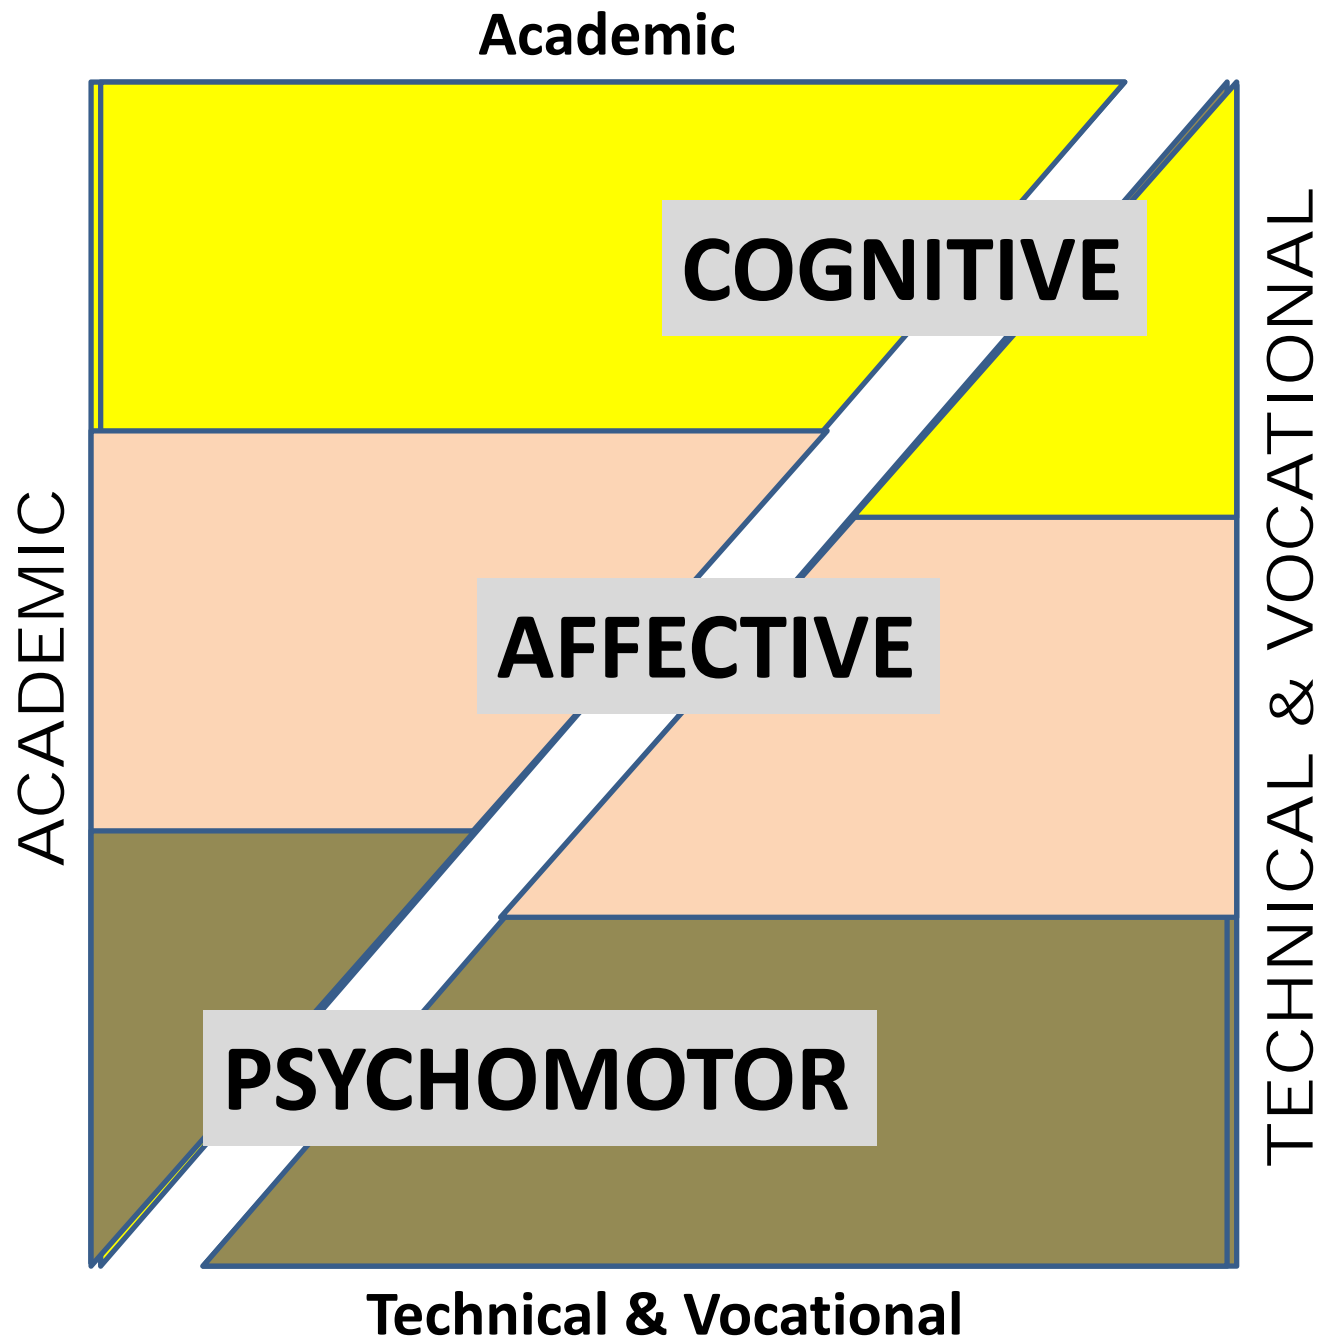 Academic
COGNITIVE
ACADEMIC
AFFECTIVE
TECHNICAL & VOCATIONAL
PSYCHOMOTOR
Technical & Vocational